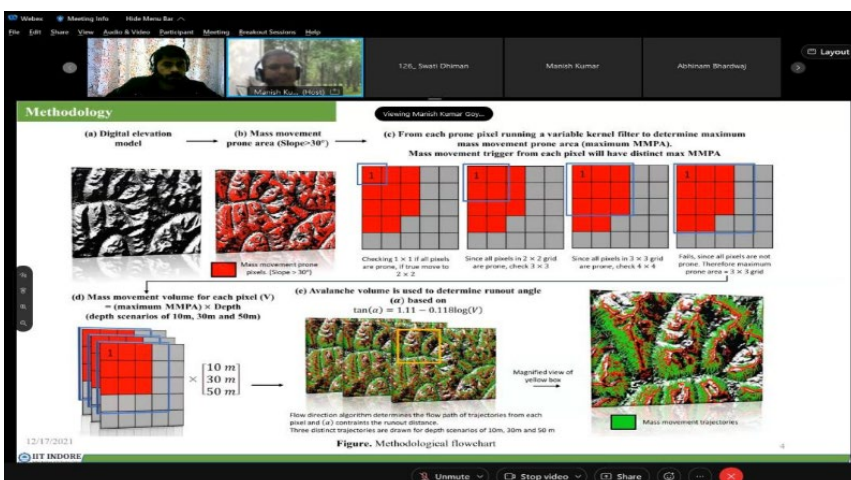 Webex Meeting Info Hide Menu Bar
File Edit Share View Audio & Video Participant Meeting Breakout Sessions Help
Layout
Manish Ku... (Host)
126_ Swati Dhiman
Manish Kumar
Abhinam Bhardwaj
Methodology
Viewing Manish Kumar Goy...
(a) Digital elevation
model
(b) Mass movement
prone area (Slope>30°)
(c) From each prone pixel running a variable kernel filter to determine maximum
mass movement prone area (maximum MMPA).
Mass movement trigger from each pixel will have distinct max MMPA
1
1
1
1
Mass movement prone
pixels. (Slope > 30°)
Checking 1 × 1 if all pixels
are prone, if true move to
2 × 2
Since all pixels in 2 × 2 grid
are prone, check 3 × 3
Since all pixels in 3 × 3 grid
are prone, check 4 × 4
Fails, since all pixels are not
prone. Therefore maximum
prone area = 3 × 3 grid
(d) Mass movement volume for each pixel (V)
= (maximum MMPA) × Depth
(depth scenarios of 10m, 30m and 50m)
1
×
10 m
30 m
50 m
(e) Avalanche volume is used to determine runout angle
(α) based on
tan(α) = 1.11 − 0.118log(V)
Magnified view of
yellow box
Flow direction algorithm determines the flow path of trajectories from each
pixel and (α) contraints the runout distance.
Three distinct trajectories are drawn for depth scenarios of 10m, 30m and 50 m
Mass movement trajectories
12/17/2021
Figure. Methodological flowchart
4
IIT INDORE
Unmute Stop video Share